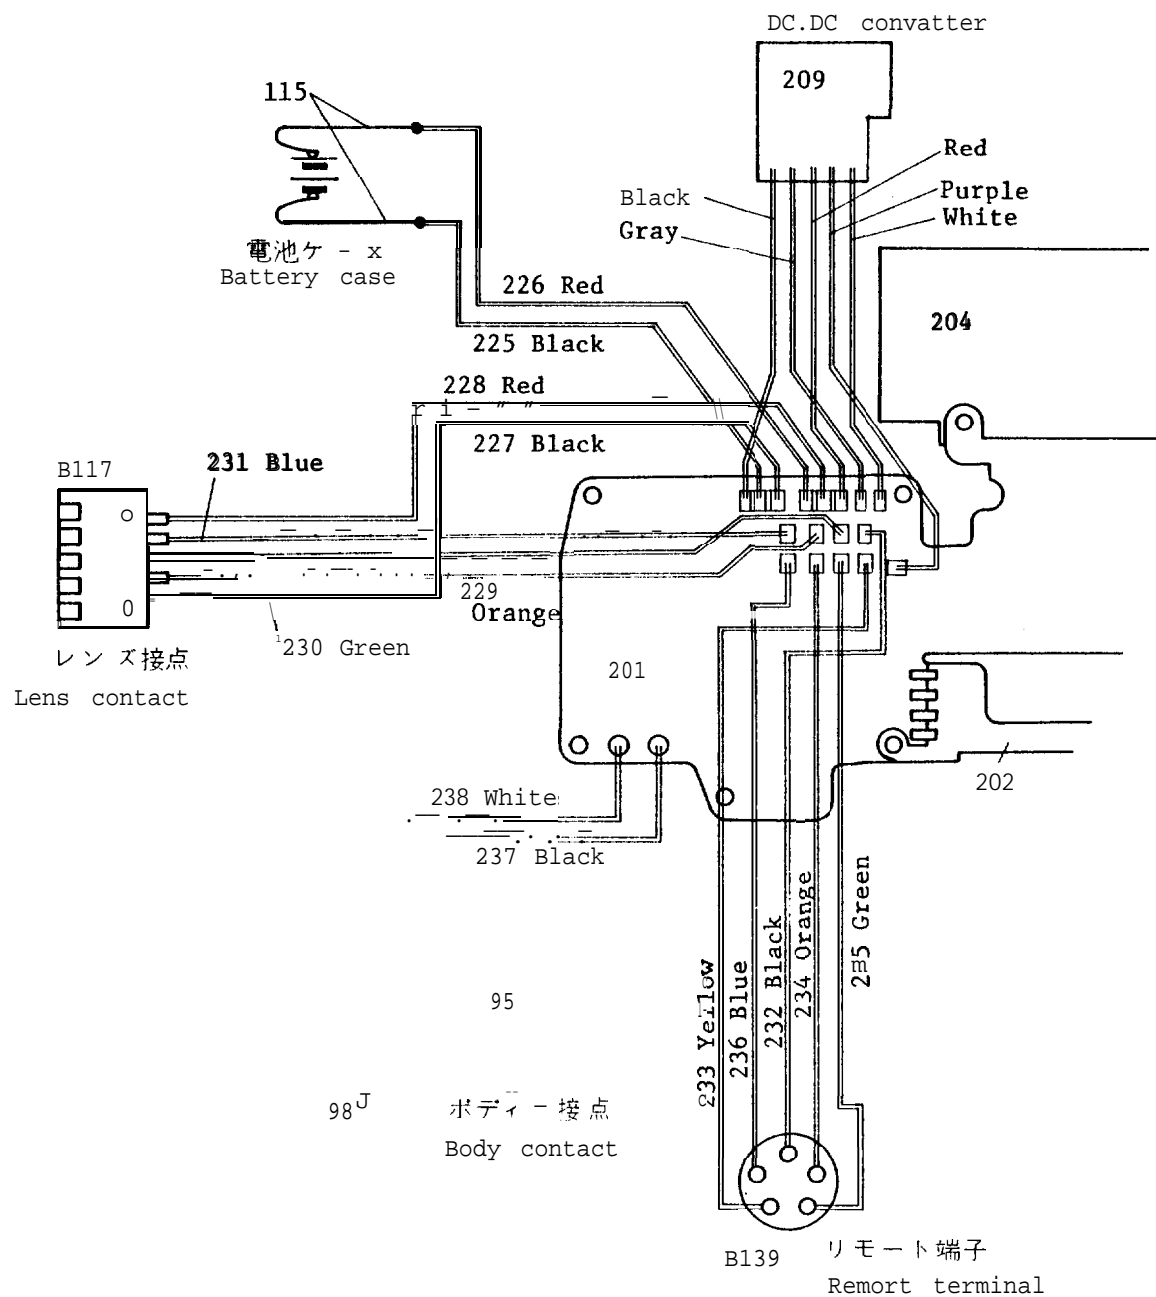 DC.DC convatter
209
115
Red
Black
Purple
Gray
White
電池ケ - x
Battery case
226 Red
204
225 Black
228 Red
227 Black
B117
231 Blue
229
Orange
230 Green
レンズ接点
Lens contact
201
202
238 White
237 Black
233 Yellow
236 Blue
232 Black
234 Orange
2m5 Green
95
98J
ボディー接点
Body contact
B139
リモート端子
Remort terminal